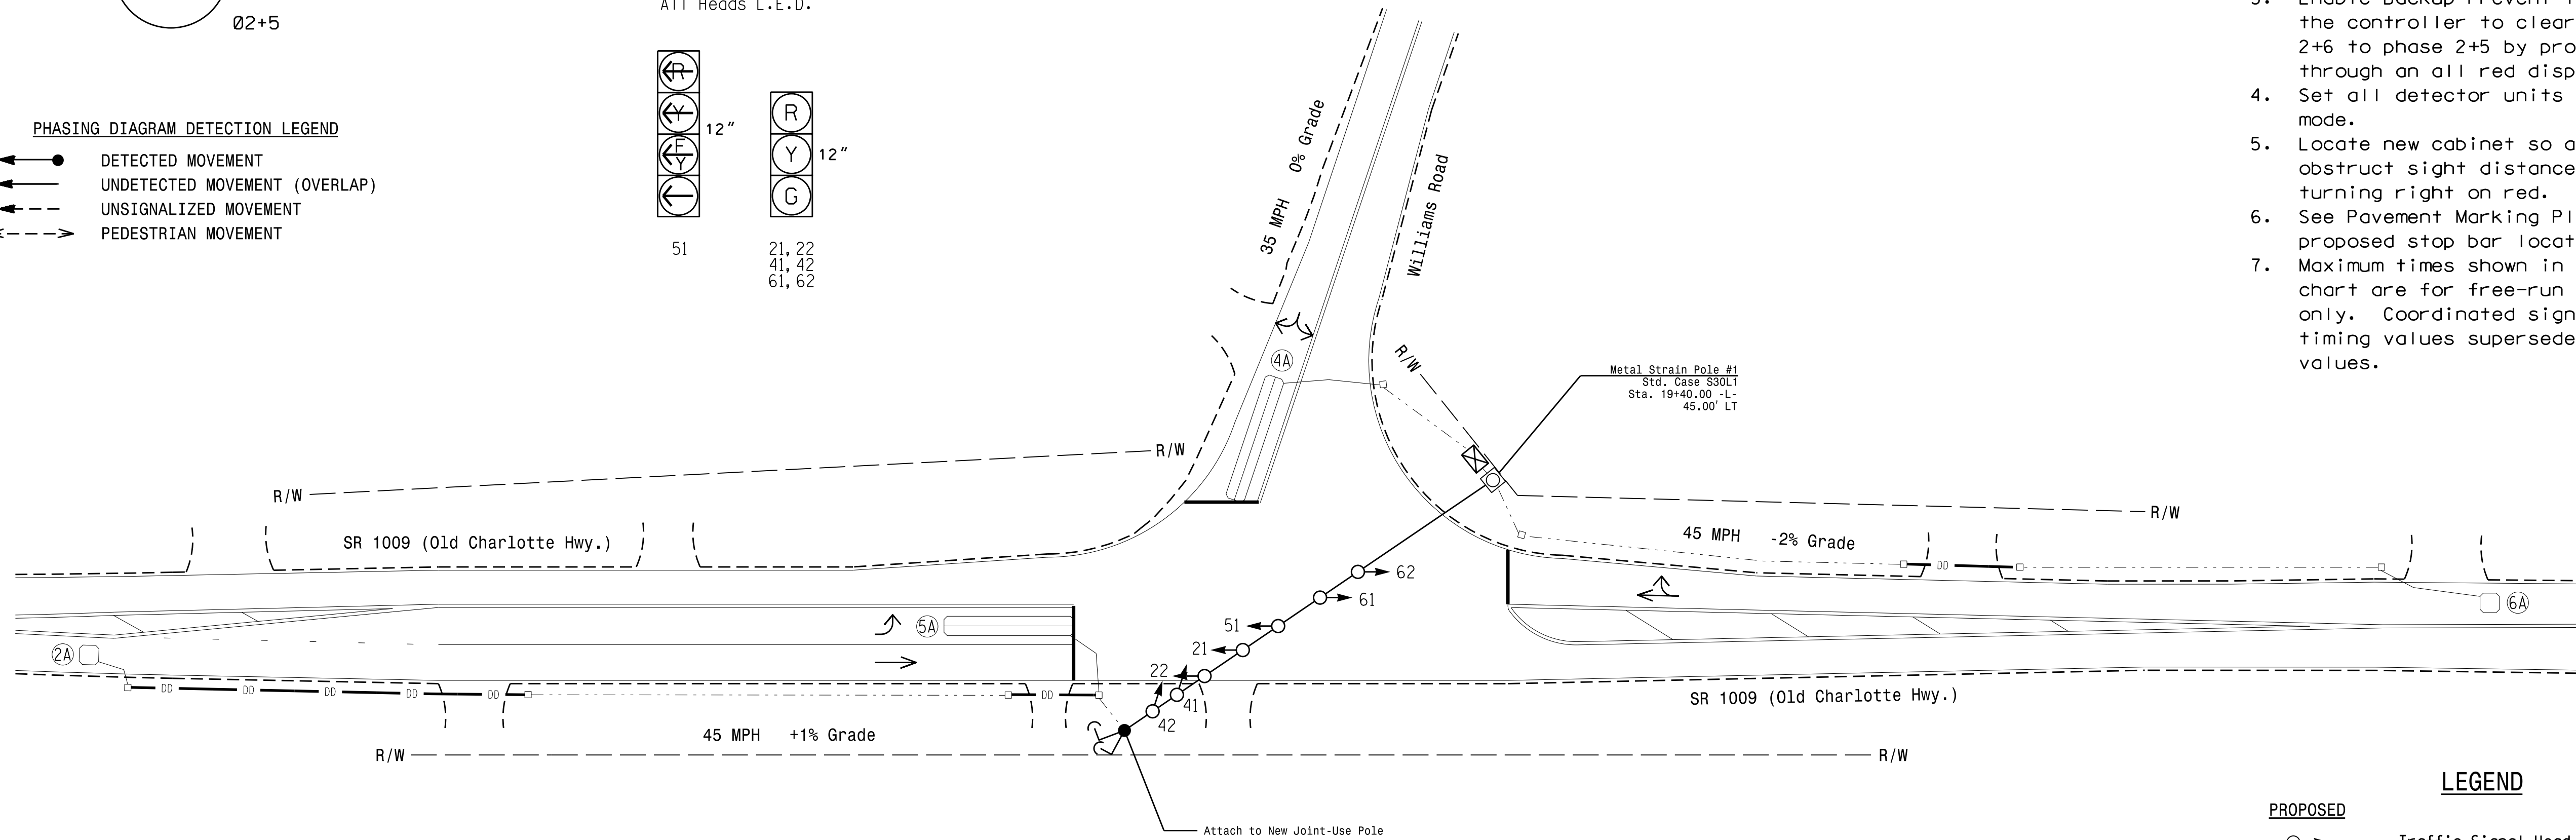 Ø02+5
All Heads L.E.D.
PHASING DIAGRAM DETECTION LEGEND
DETECTED MOVEMENT
UNDETECTED MOVEMENT (OVERLAP)
UNSIGNALIZED MOVEMENT
PEDESTRIAN MOVEMENT
R
Y
F
Y
12"
51
R
Y
G
12"
21, 22
41, 42
61, 62
the controller to clear
2+6 to phase 2+5 by pro
through an all red disp
4. Set all detector units
mode.
5. Locate new cabinet so a
obstruct sight distance
turning right on red.
6. See Pavement Marking Pl
proposed stop bar locat
7. Maximum times shown in
chart are for free-run
only. Coordinated sign
timing values supersede
values.
35 MPH 0% Grade
Williams Road
4A
R/W
Metal Strain Pole #1
Std. Case S30L1
Sta. 19+40.00 -L-
45.00' LT
R/W
R/W
R/W
SR 1009 (Old Charlotte Hwy.)
45 MPH -2% Grade
DD
62
61
51
21
22
41
42
5A
2A
6A
DD
DD
DD
DD
DD
DD
SR 1009 (Old Charlotte Hwy.)
45 MPH +1% Grade
R/W
R/W
Attach to New Joint-Use Pole
LEGEND
PROPOSED